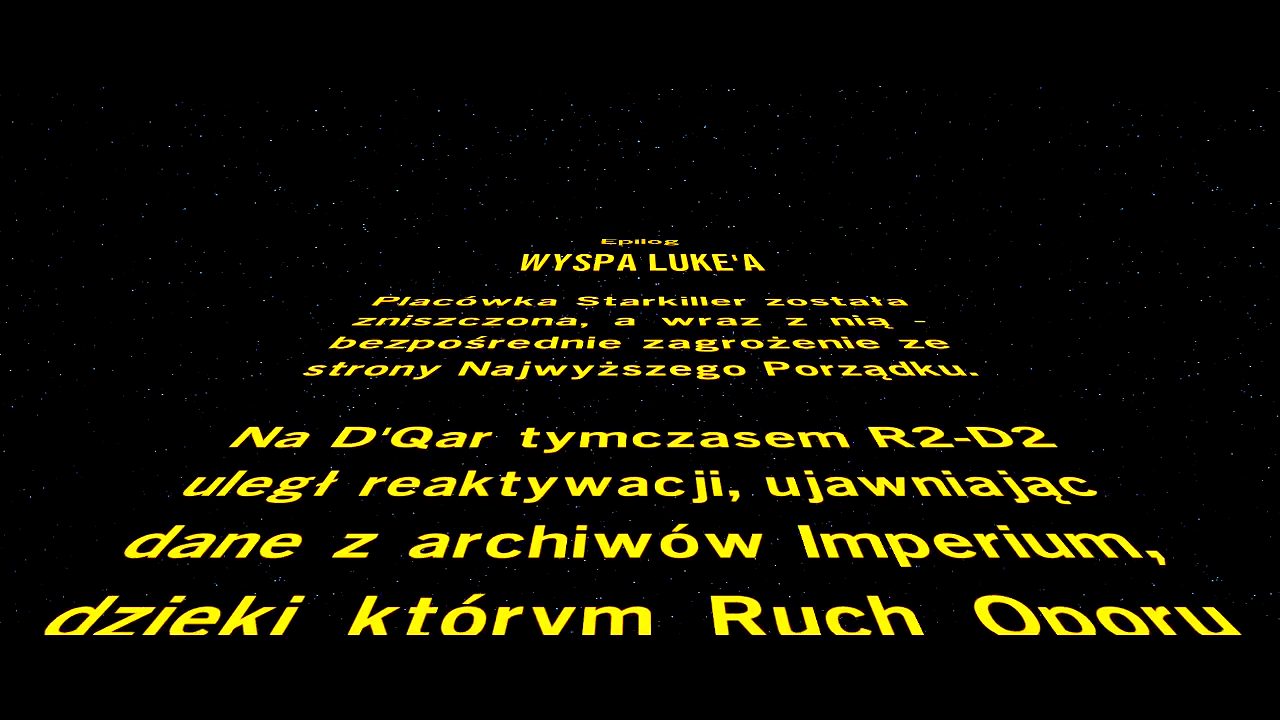 Epilog
WYSPA LUKE'A
Placówka Starkiller została
zniszczona, a wraz z nią -
bezpośrednie zagrożenie ze
strony Najwyższego Porządku.
Na D'Qar tymczasem R2-D2
uległ reaktywacji, ujawniając
dane z archiwów Imperium,
dzięki którym Ruch Oporu